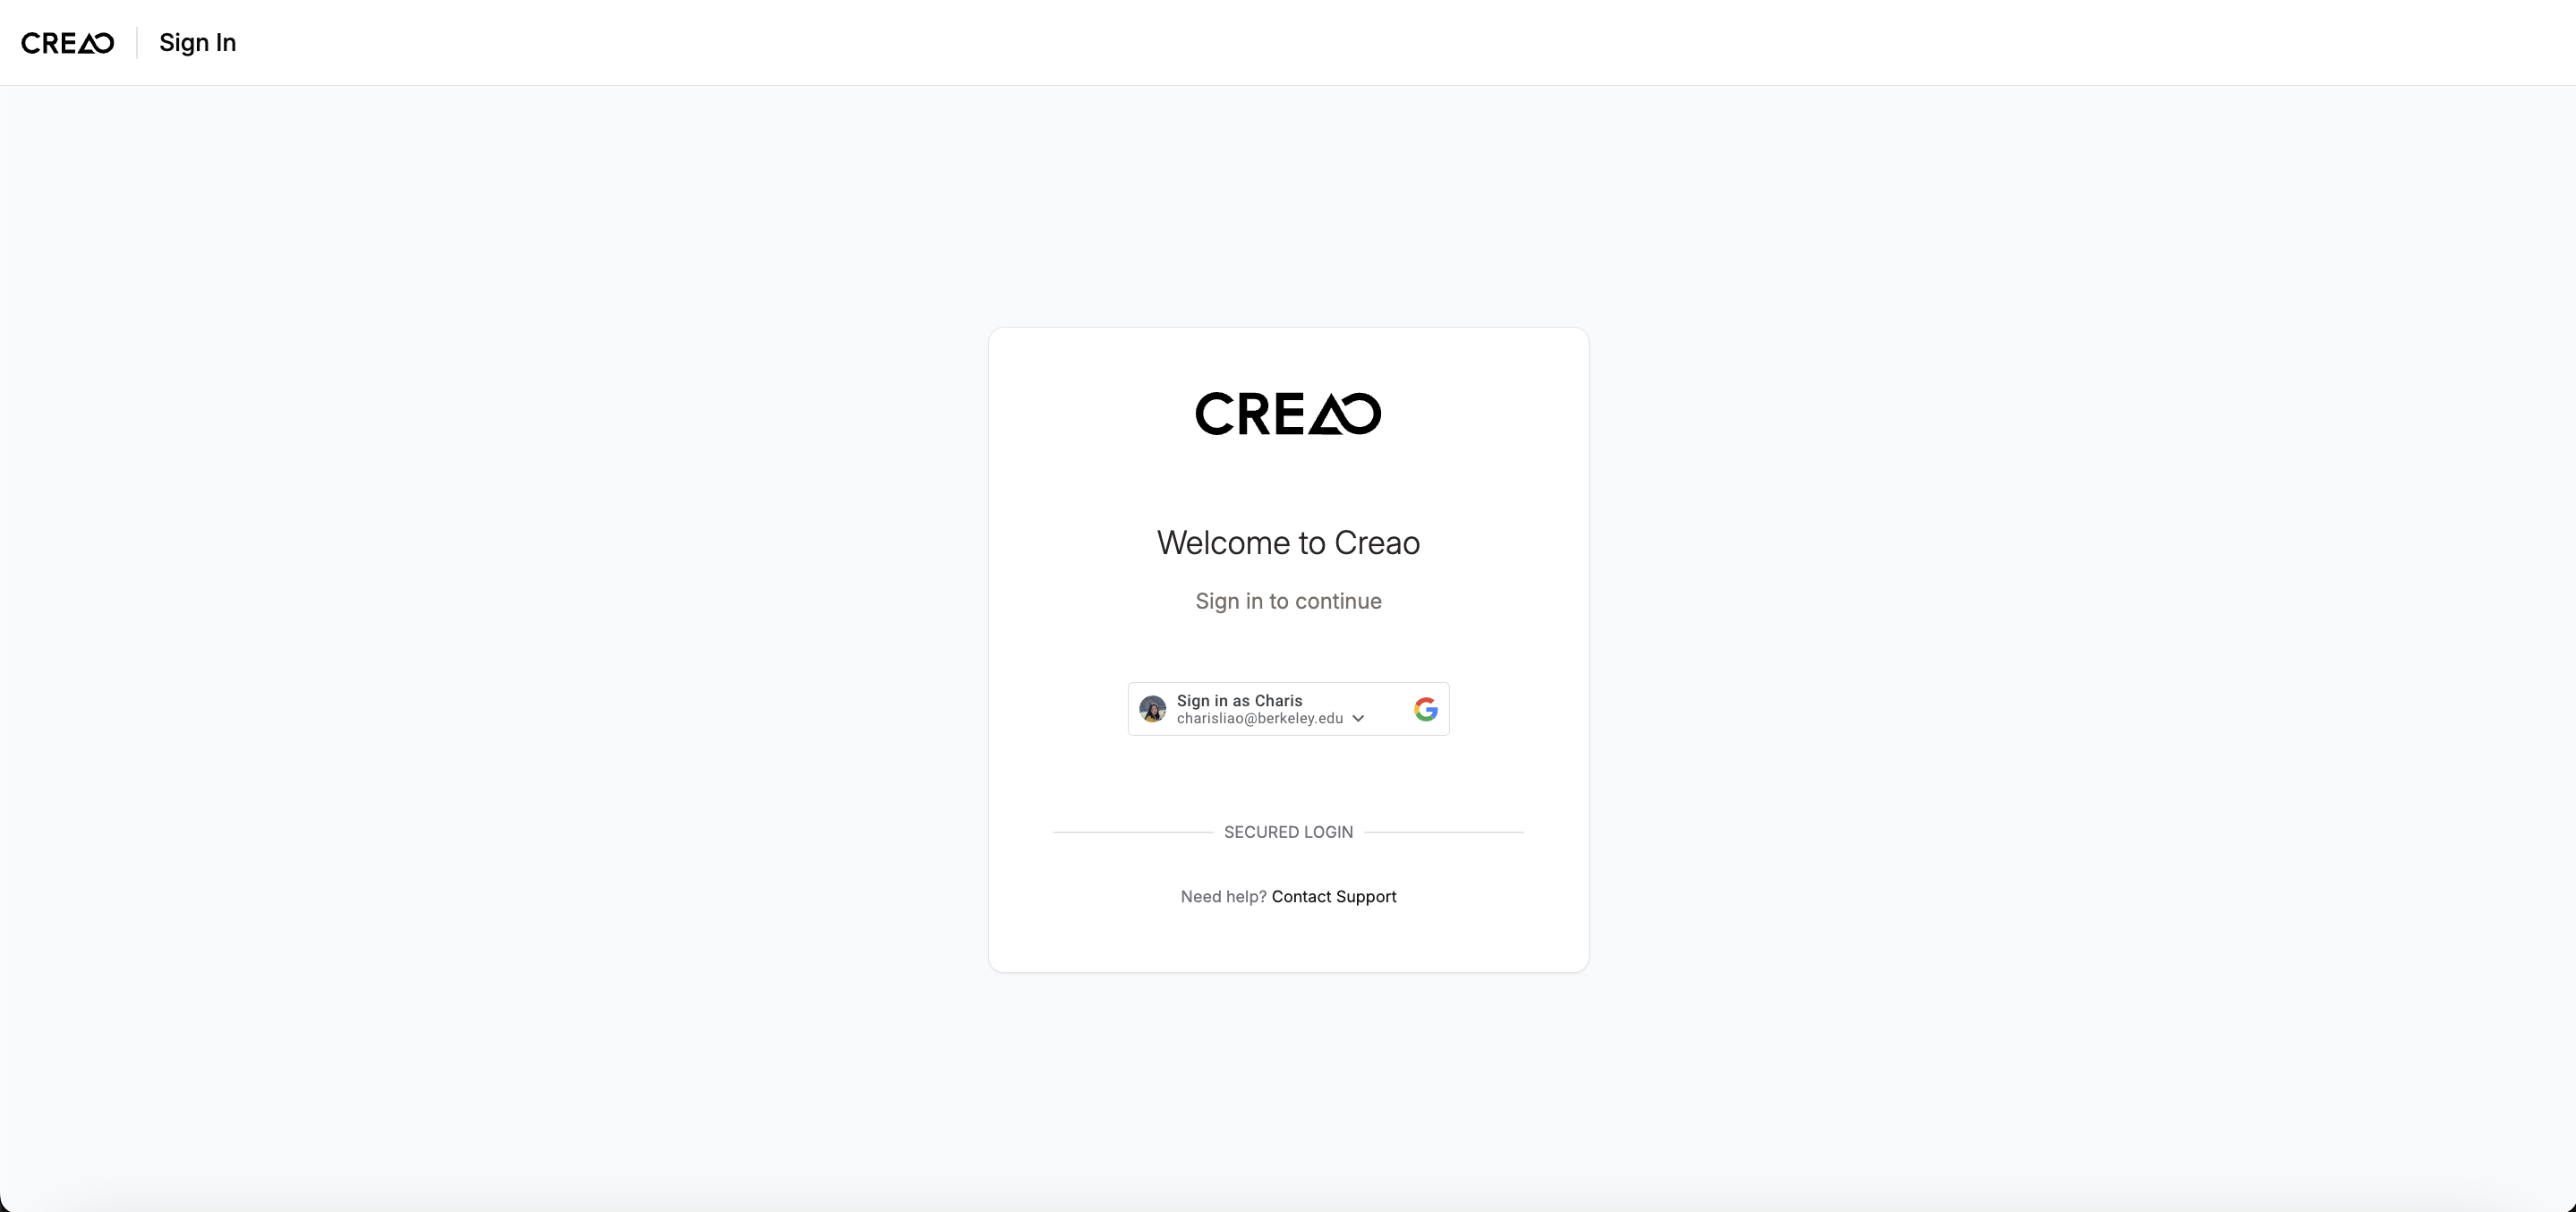 CREAO
Sign In
CREAO
Welcome to Creao
Sign in to continue
Sign in as Charis
charisliao@berkeley.edu
SECURED LOGIN
Need help? Contact Support